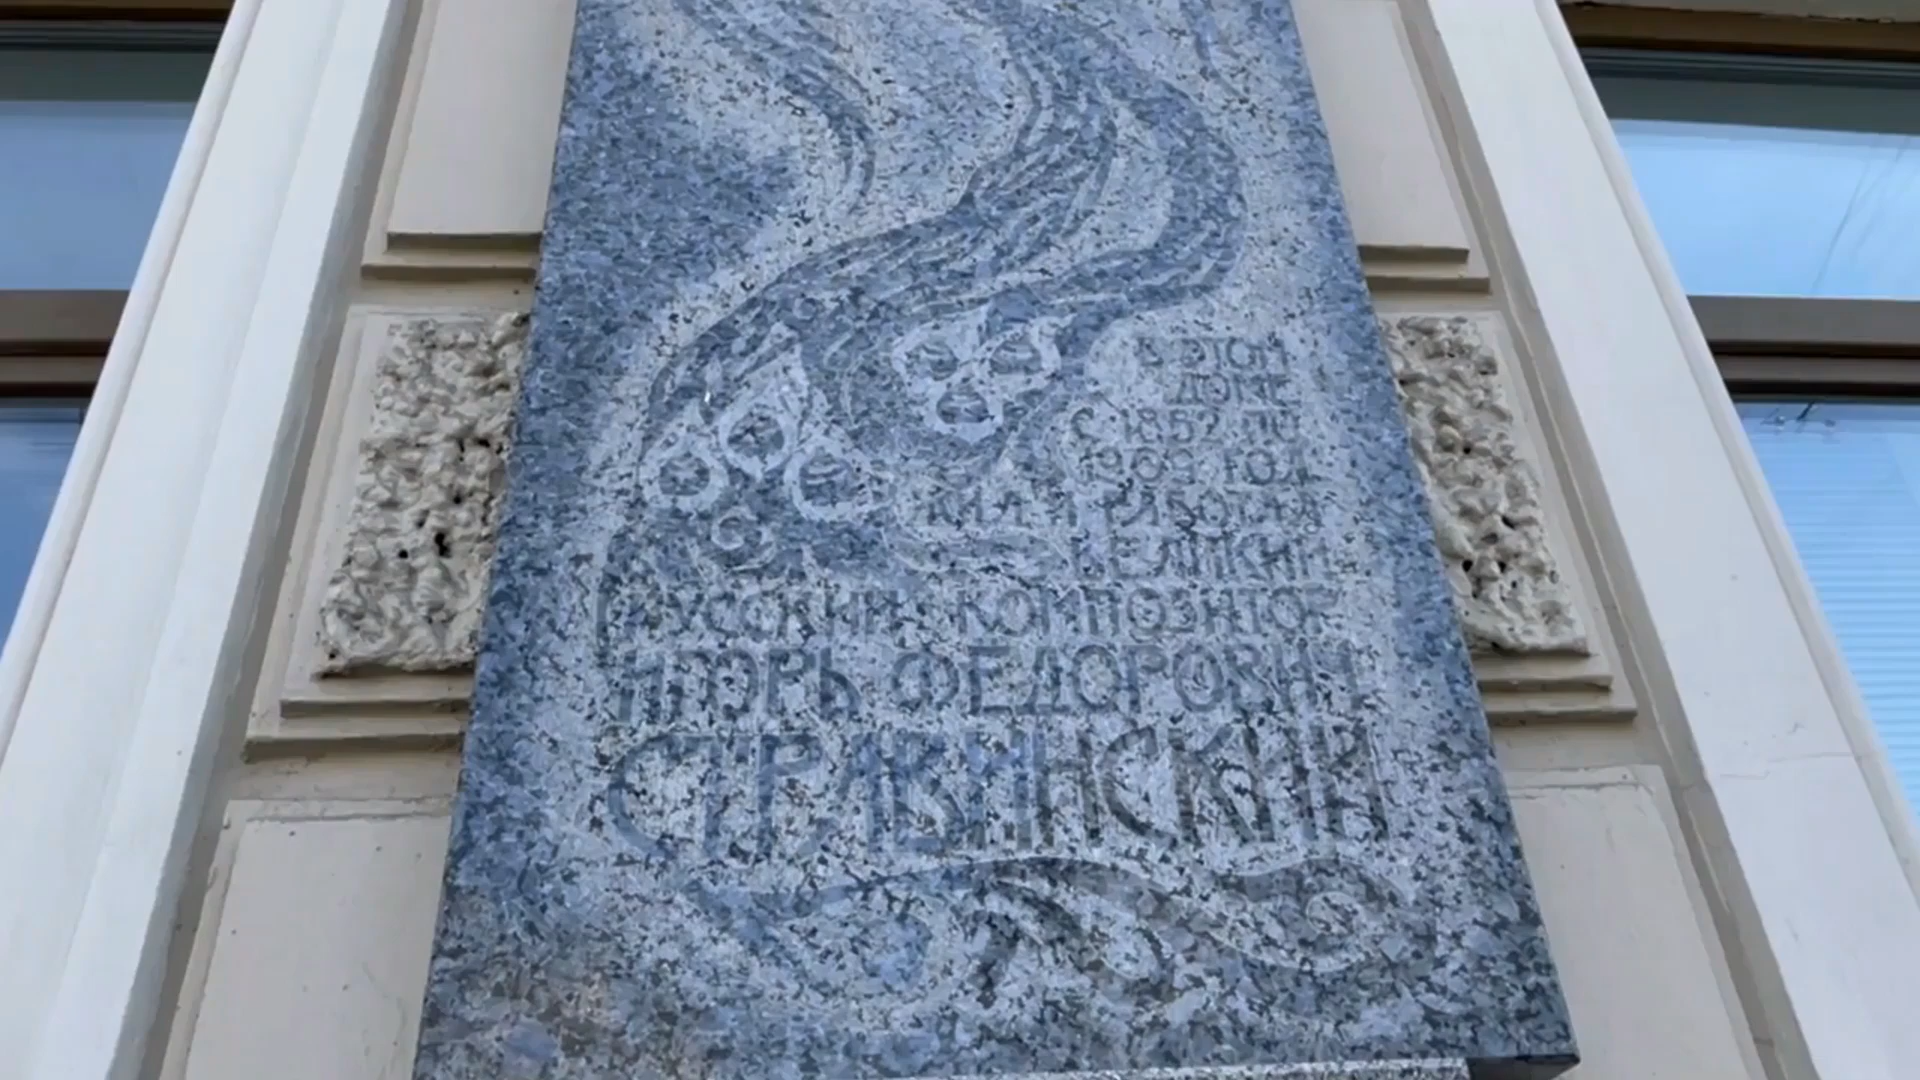 В ЭТОМ
ДОМЕ
С 1882 ПО
1909 ГОД
ЖИЛ И РАБОТАЛ
ВЕЛИКИЙ
РУССКИЙ КОМПОЗИТОР
ИГОРЬ ФЕДОРОВИЧ
СТРАВИНСКИЙ